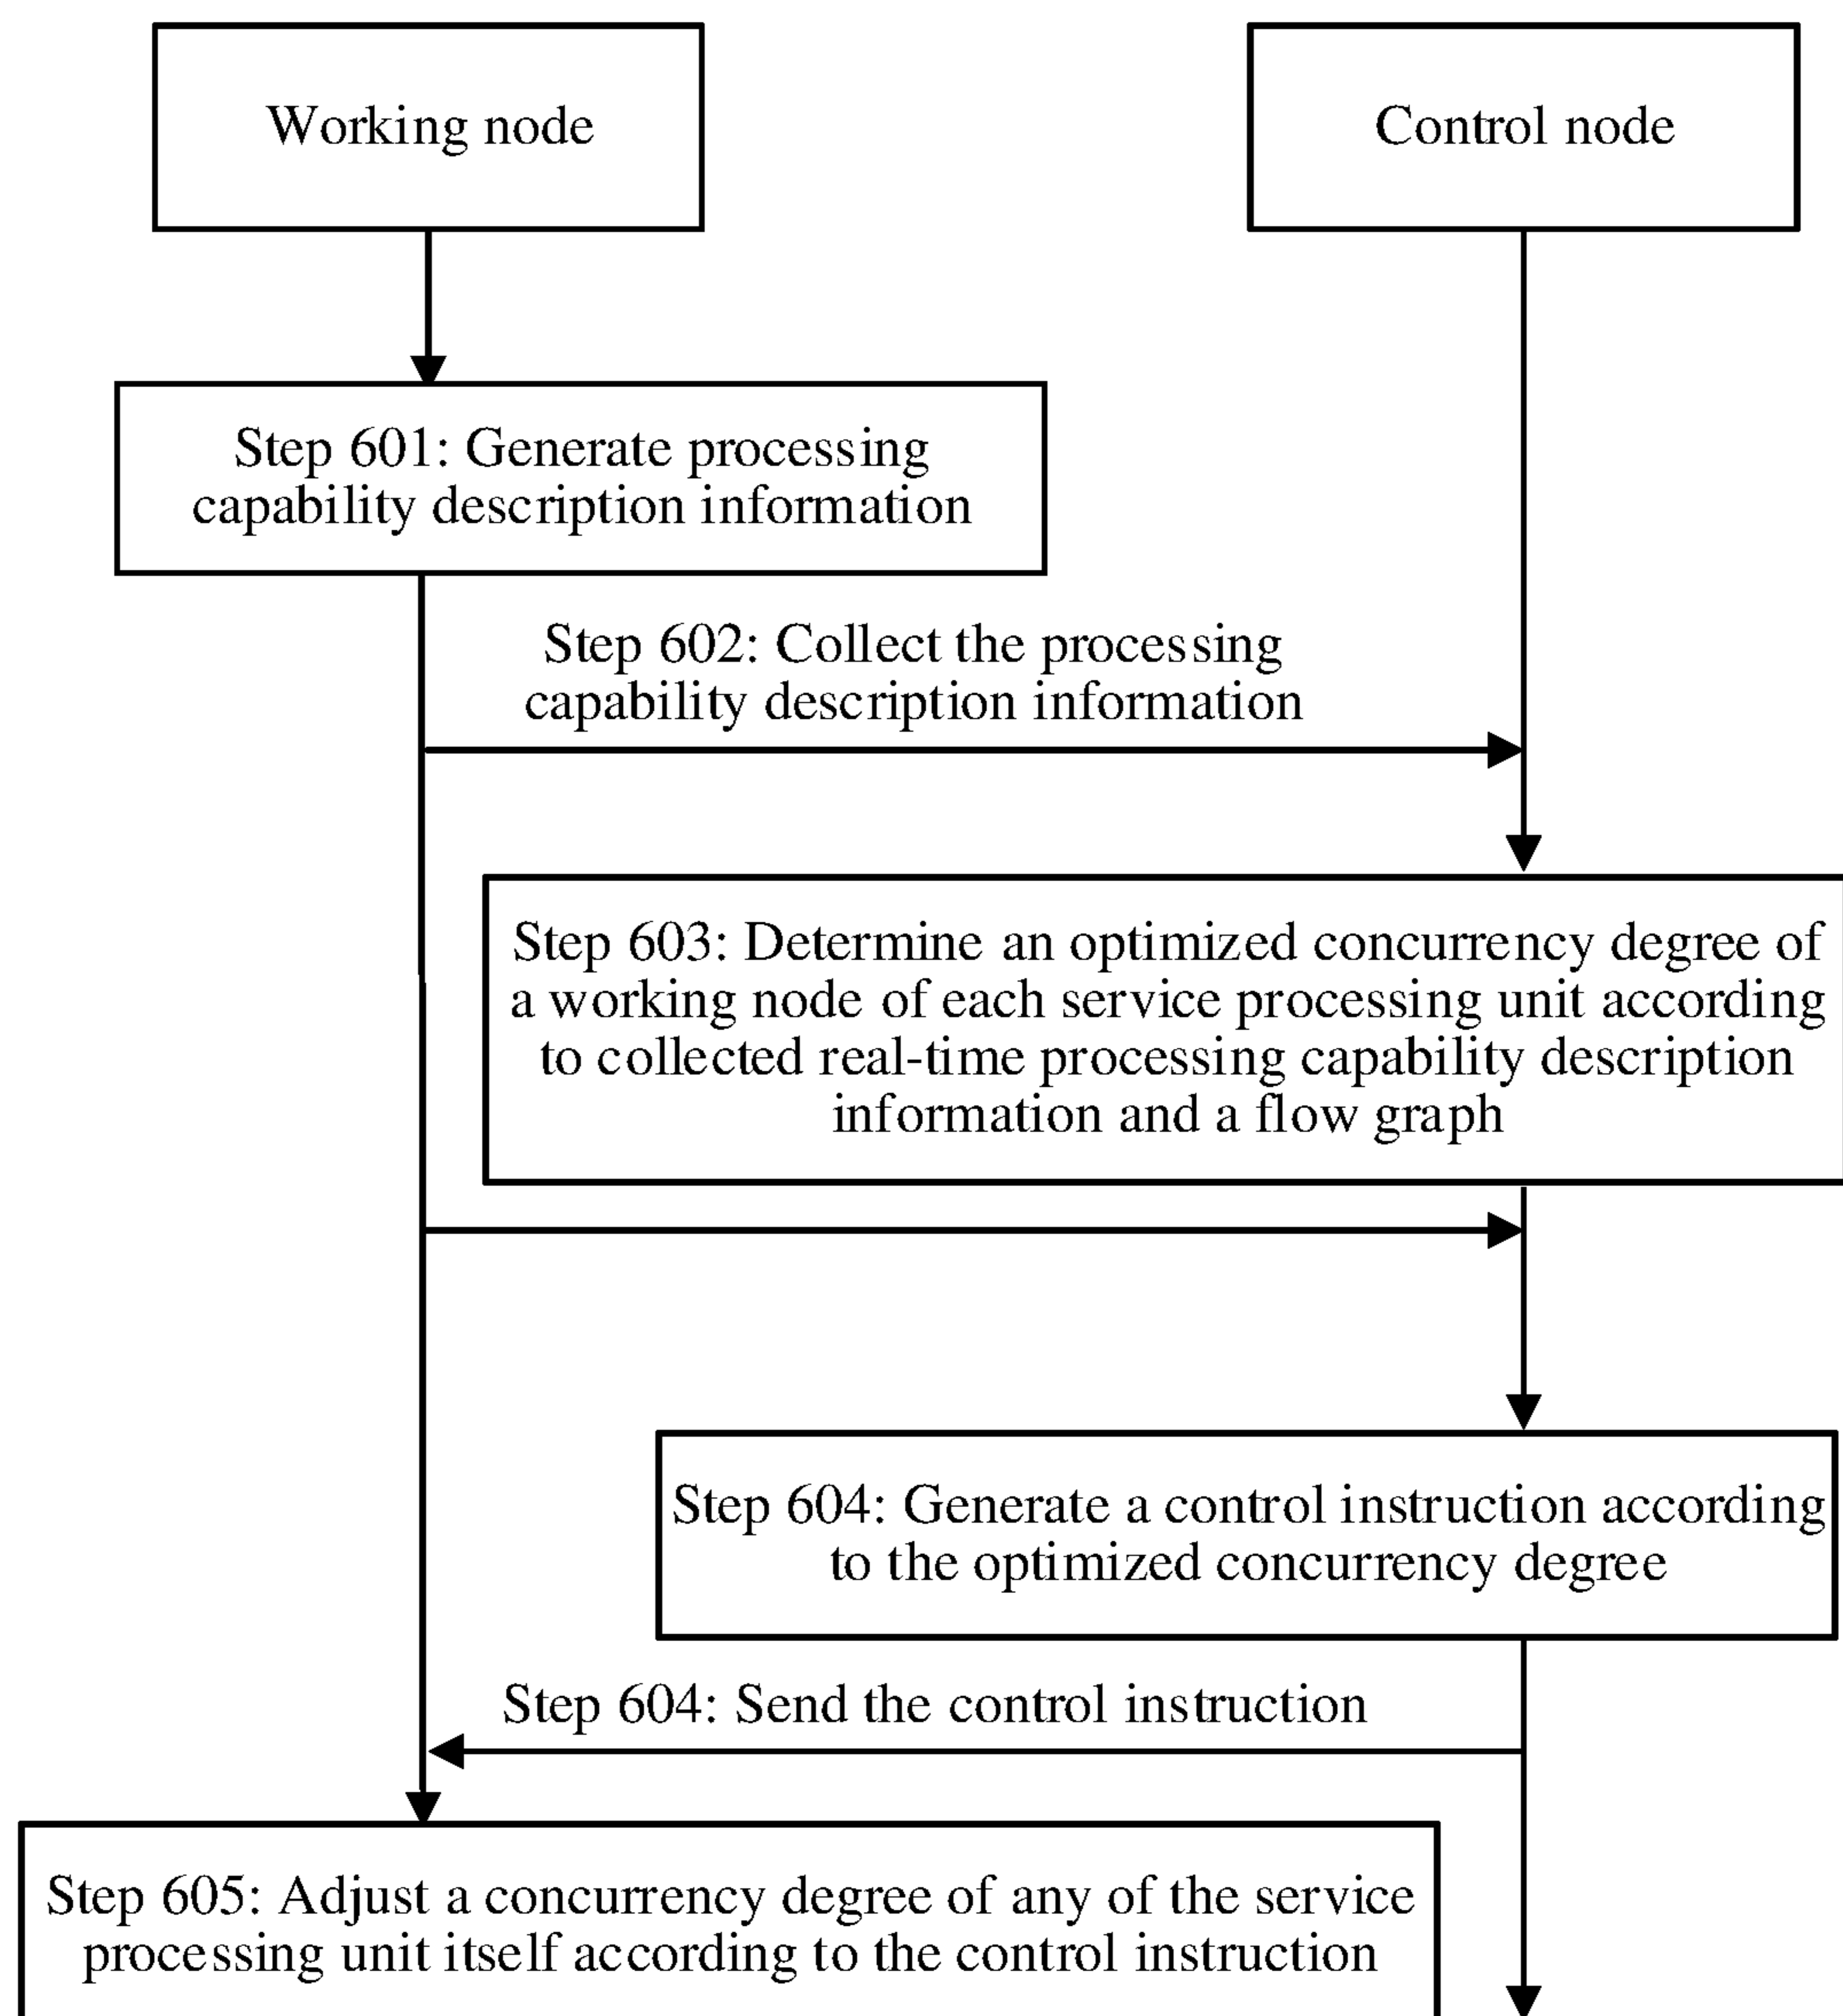 Working node
Control node
Step 601: Generate processing
capability description information
Step 602: Collect the processing
capability description information
Step 603: Determine an optimized concurrency degree of
a working node of each service processing unit according
to collected real-time processing capability description
information and a flow graph
Step 604: Generate a control instruction according
to the optimized concurrency degree
Step 604: Send the control instruction
Step 605: Adjust a concurrency degree of any of the service
processing unit itself according to the control instruction